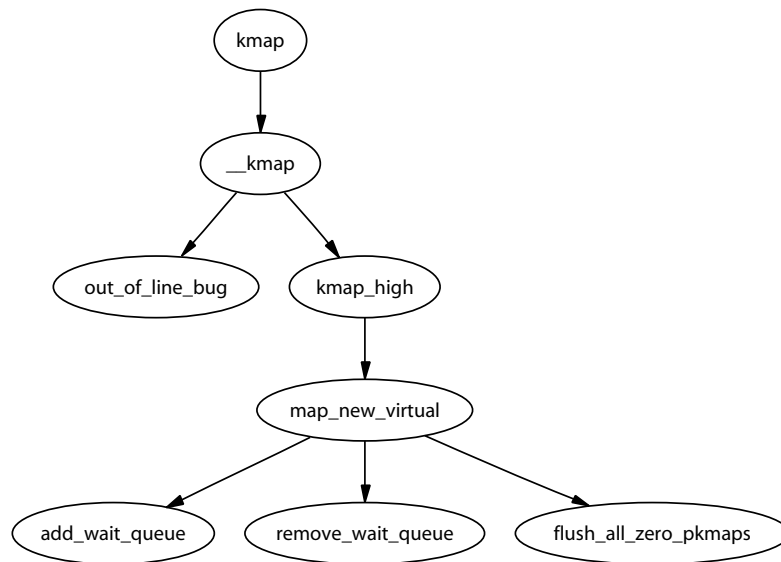 kmap
__kmap
out_of_line_bug
kmap_high
map_new_virtual
add_wait_queue
remove_wait_queue
flush_all_zero_pkmaps